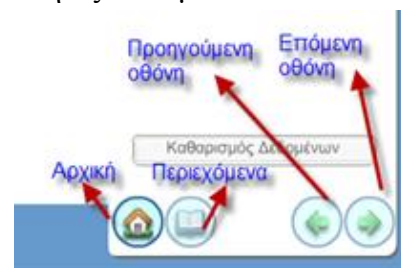 Προηγούμενη
οθόνη
Επόμενη
οθόνη
Καθαρισμός Δεδομένων
Αρχική
Περιεχόμενα